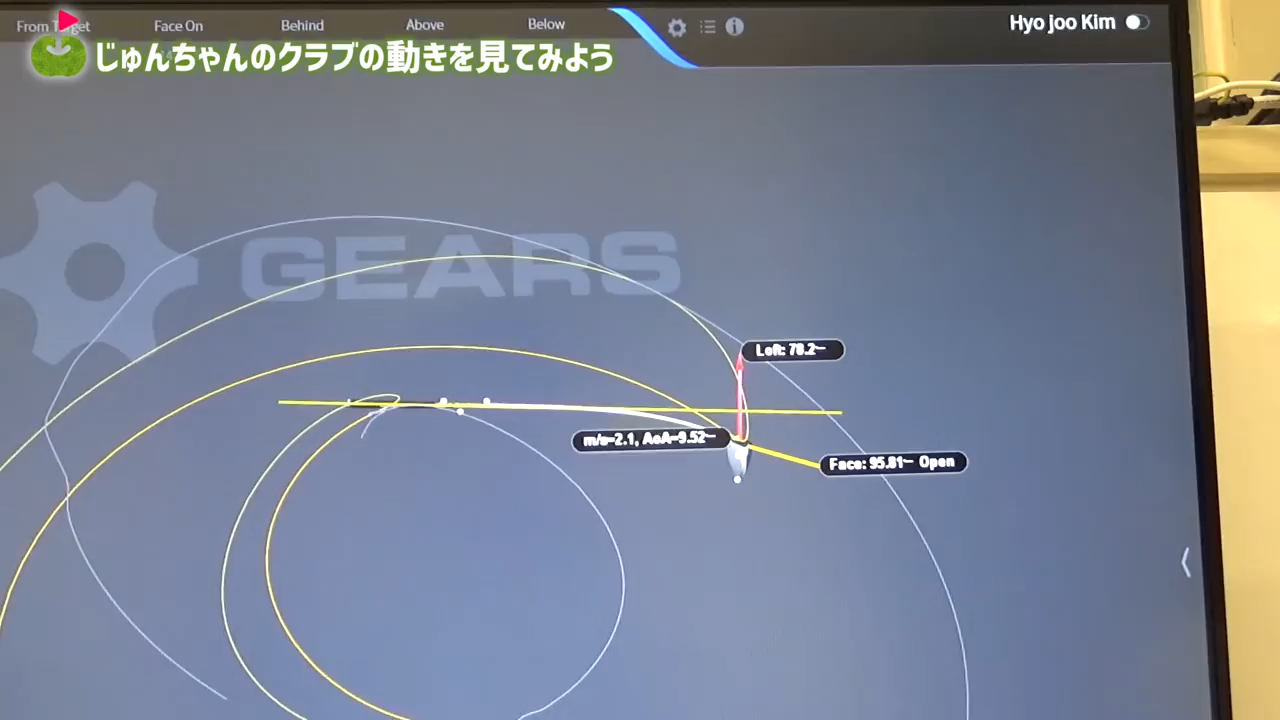 From Target
Face On
Behind
Above
Below
Hyo Joo Kim
じゅんちゃんのクラブの動きを見てみよう
GEARS
Left: 78.2
m/s=2.1, AoA=9.52
Face: 95.81 Open